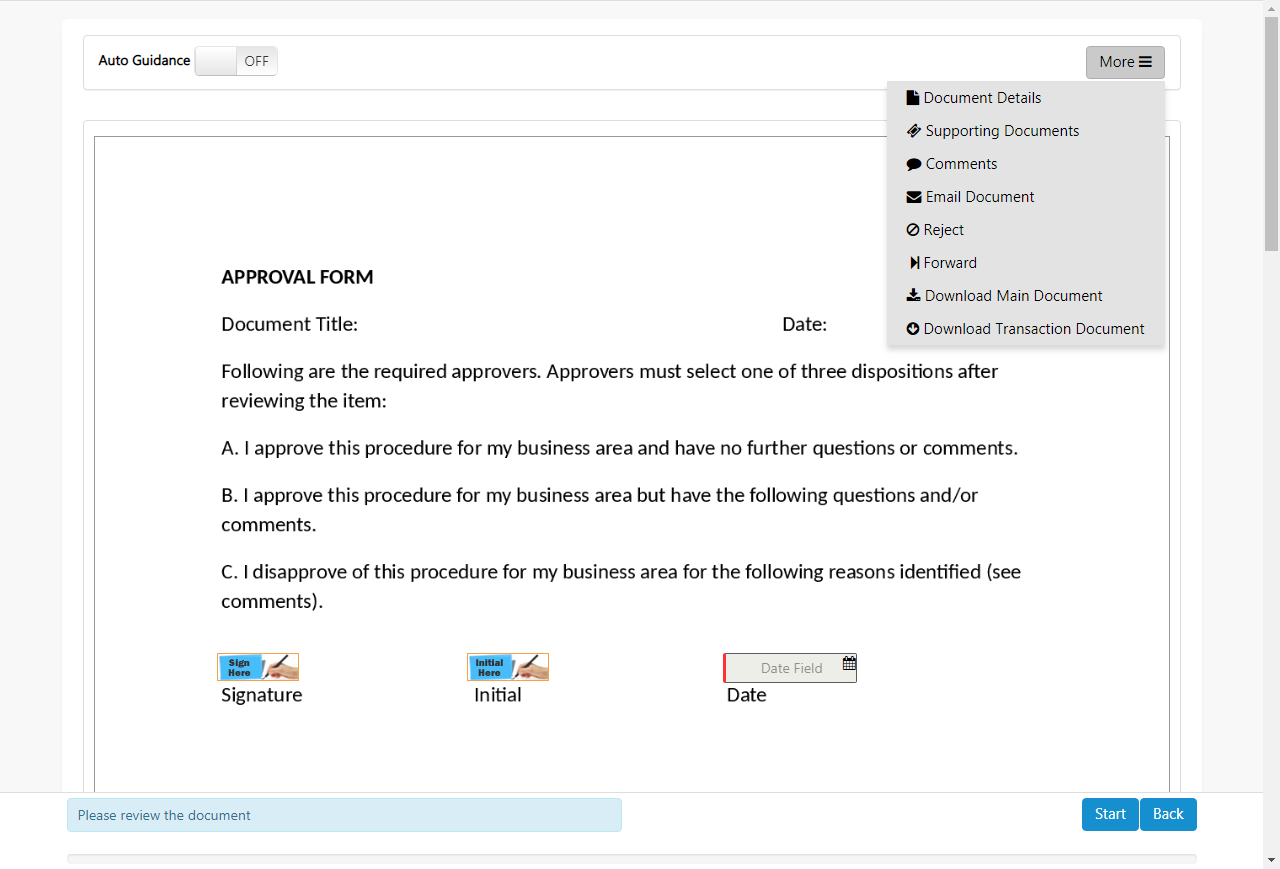 Auto Guidance OFF More
Document Details
Supporting Documents
Comments
Email Document
Reject
Forward
Download Main Document
Download Transaction Document
APPROVAL FORM
Document Title: Date:
Following are the required approvers. Approvers must select one of three dispositions after
reviewing the item:
A. I approve this procedure for my business area and have no further questions or comments.
B. I approve this procedure for my business area but have the following questions and/or
comments.
C. I disapprove of this procedure for my business area for the following reasons identified (see
comments).
Sign
Here
Initial
Here
Date Field
Signature Initial Date
Please review the document Start Back